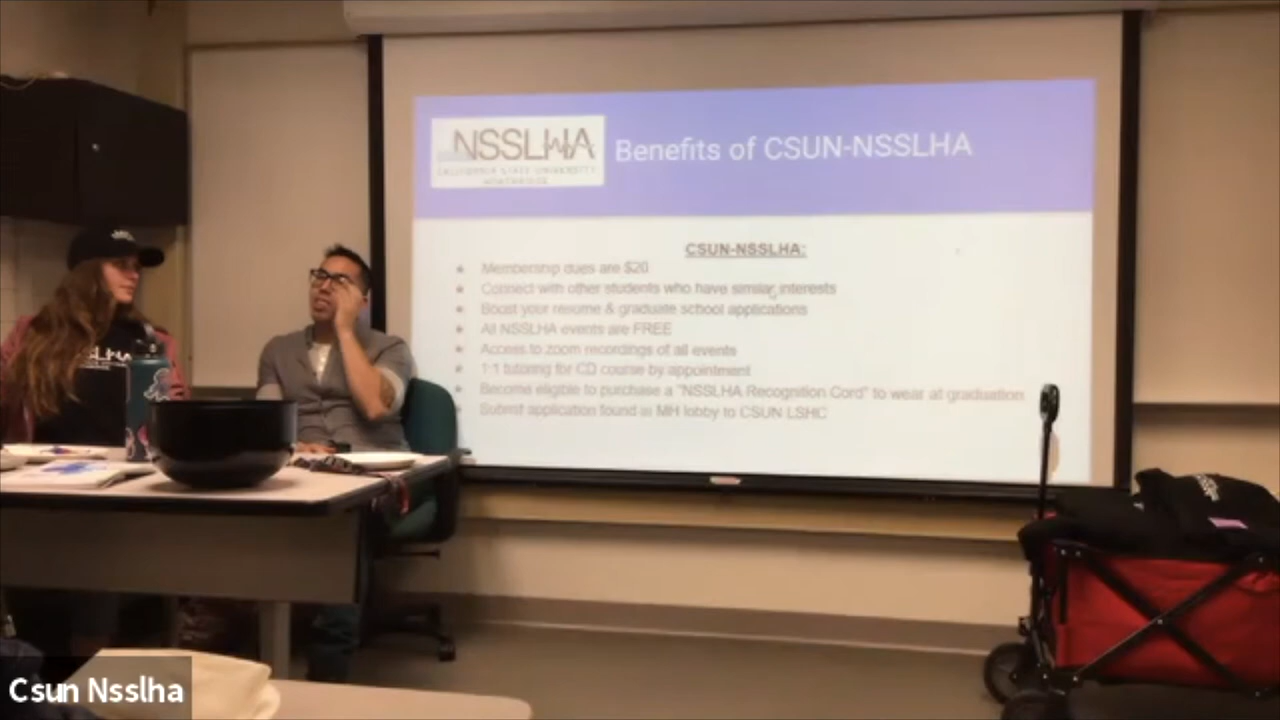 NSSLHA
CALIFORNIA STATE UNIVERSITY
NORTHRIDGE
Benefits of CSUN-NSSLHA
CSUN-NSSLHA:
Membership dues are $20
Connect with other students who have similar interests
Boost your resume & graduate school applications
All NSSLHA events are FREE
Access to zoom recordings of all events
1:1 tutoring for CD course by appointment
Become eligible to purchase a "NSSLHA Recognition Cord" to wear at graduation
Submit application found in MH lobby to CSUN LSHC
Csun Nsslha